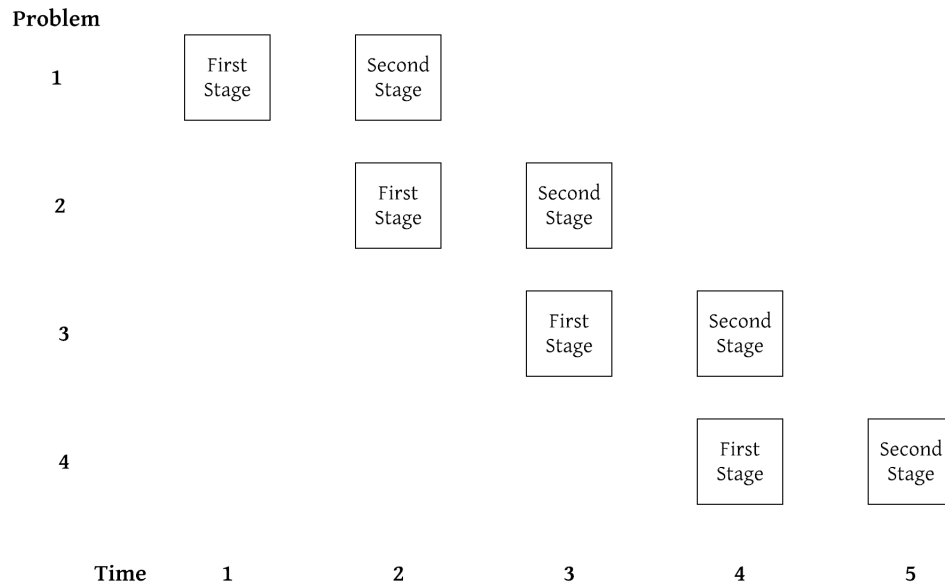 Problem
1
First
Stage
Second
Stage
2
First
Stage
Second
Stage
3
First
Stage
Second
Stage
4
First
Stage
Second
Stage
Time 1 2 3 4 5